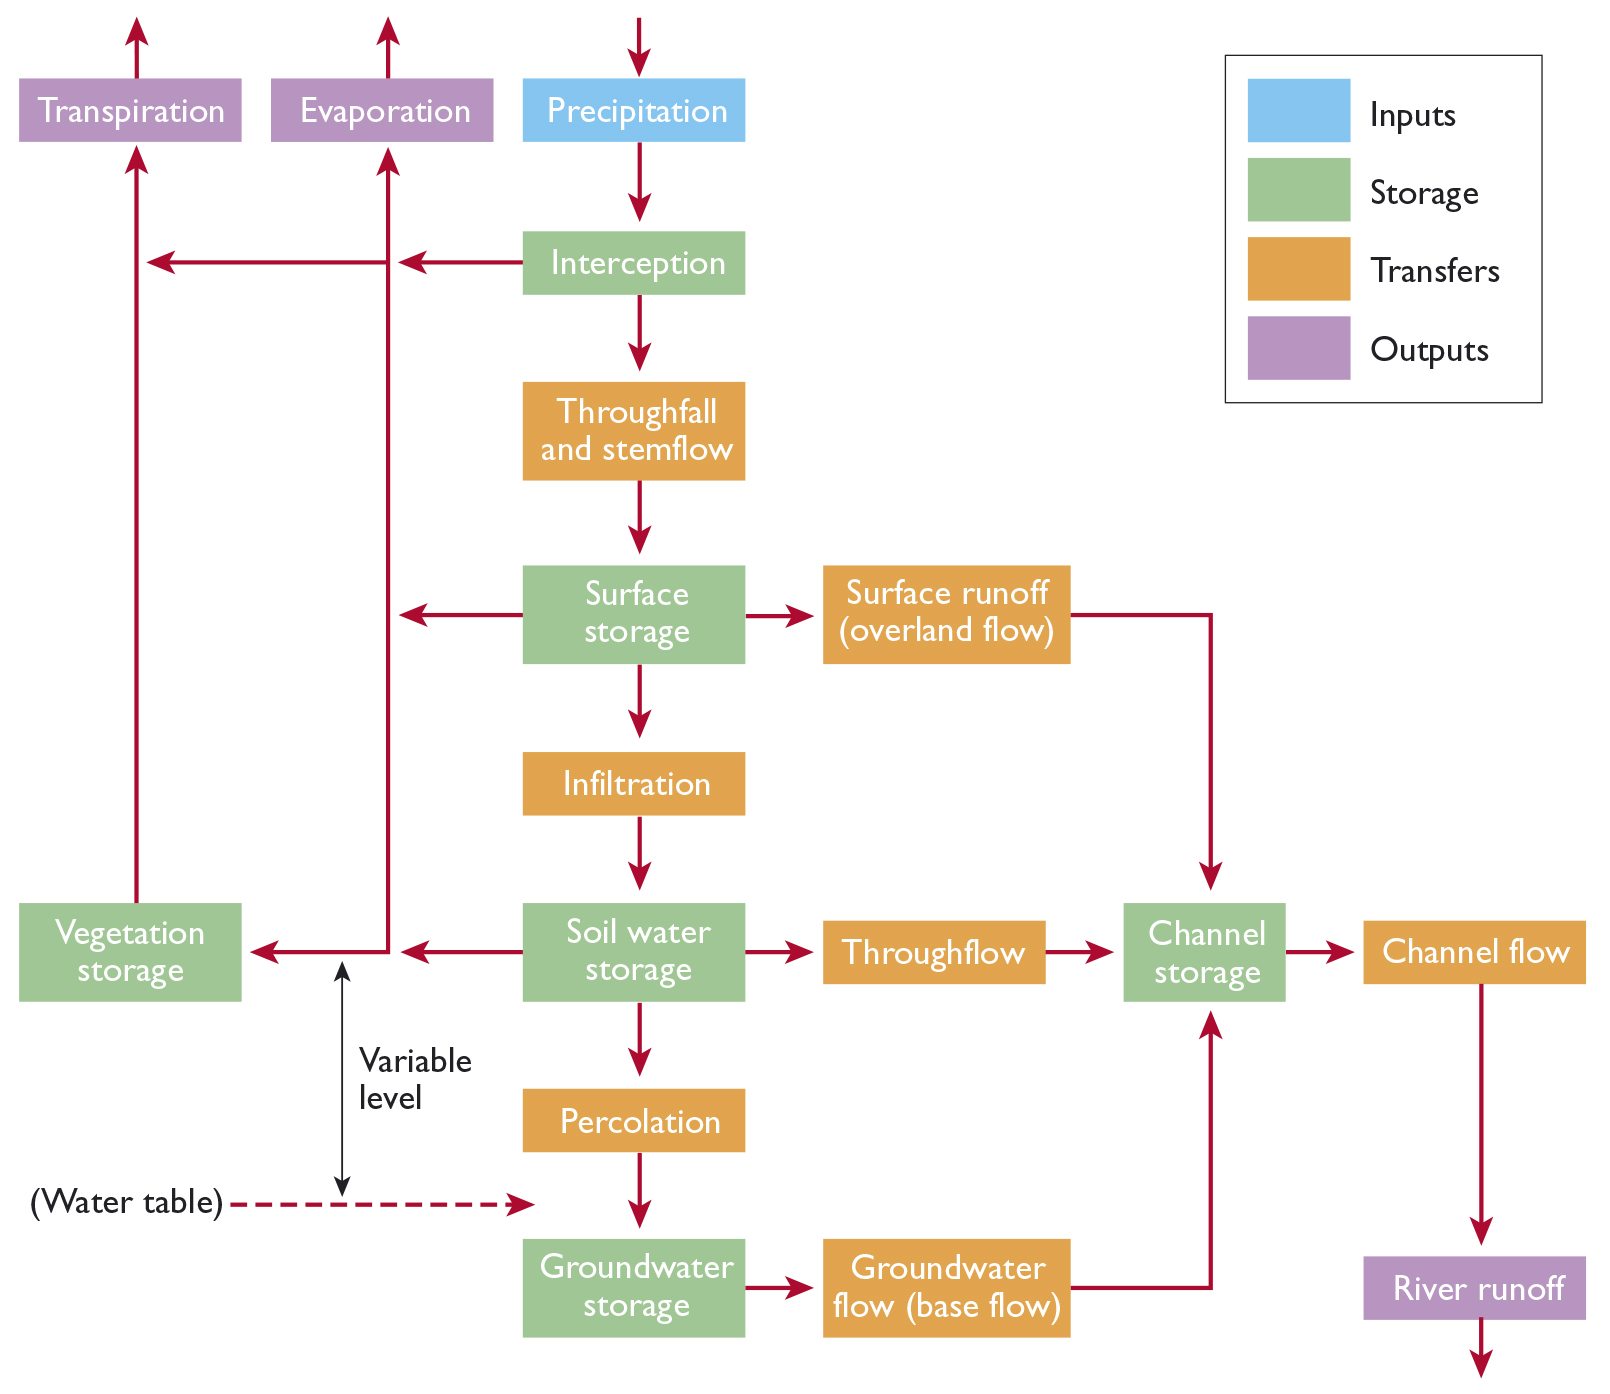 Transpiration
Evaporation
Precipitation
Inputs
Storage
Transfers
Outputs
Interception
Throughfall
and stemflow
Surface
storage
Surface runoff
(overland flow)
Infiltration
Vegetation
storage
Soil water
storage
Throughflow
Channel
storage
Channel flow
Variable
level
Percolation
(Water table)
Groundwater
storage
Groundwater
flow (base flow)
River runoff